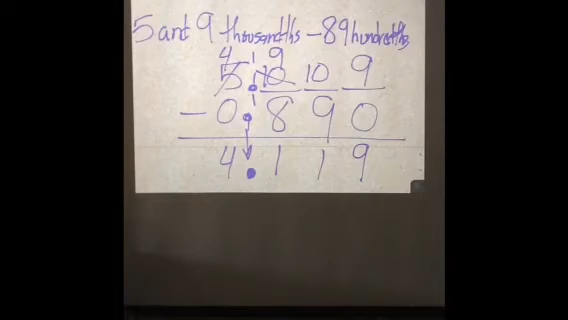 5 and 9 thousandths - 89 hundredths
4 9
5.10 10 9
- 0.8 9 0
4.1 1 9